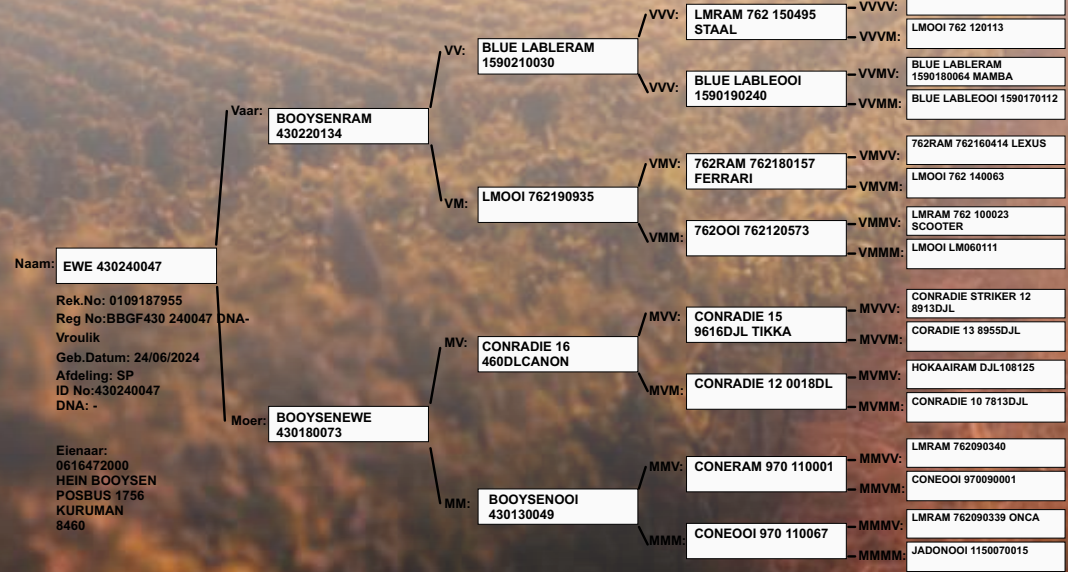 Naam:
EWE 430240047
Rek.No: 0109187955
Reg No:BBGF430 240047 DNA-
Vroulik
Geb.Datum: 24/06/2024
Afdeling: SP
ID No:430240047
DNA: -
Eienaar:
0616472000
HEIN BOOYSEN
POSBUS 1756
KURUMAN
8460
Vaar:
BOOYSENRAM
430220134
Moer:
BOOYSENEWE
430180073
VV:
BLUE LABLERAM
1590210030
VM:
LMOOI 762190935
MV:
CONRADIE 16
460DLCANON
MM:
BOOYSENOOI
430130049
VVV:
LMRAM 762 150495
STAAL
VVV:
BLUE LABLEOOI
1590190240
VMV:
762RAM 762180157
FERRARI
VMM:
762OOI 762120573
MVV:
CONRADIE 15
9616DJL TIKKA
MVM:
CONRADIE 12 0018DL
MMV:
CONERAM 970 110001
MMM:
CONEOOI 970 110067
VVVV:
VVVM:
LMOOI 762 120113
VVMV:
BLUE LABLERAM
1590180064 MAMBA
VVMM:
BLUE LABLEOOI 1590170112
VMVV:
762RAM 762160414 LEXUS
VMVM:
LMOOI 762 140063
VMMV:
LMRAM 762 100023
SCOOTER
VMMM:
LMOOI LM060111
MVVV:
CONRADIE STRIKER 12
8913DJL
MVVM:
CORADIE 13 8955DJL
MVMV:
HOKAAIRAM DJL108125
MVMM:
CONRADIE 10 7813DJL
MMVV:
LMRAM 762090340
MMVM:
CONEOOI 970090001
MMMV:
LMRAM 762090339 ONCA
MMMM:
JADONOOI 1150070015